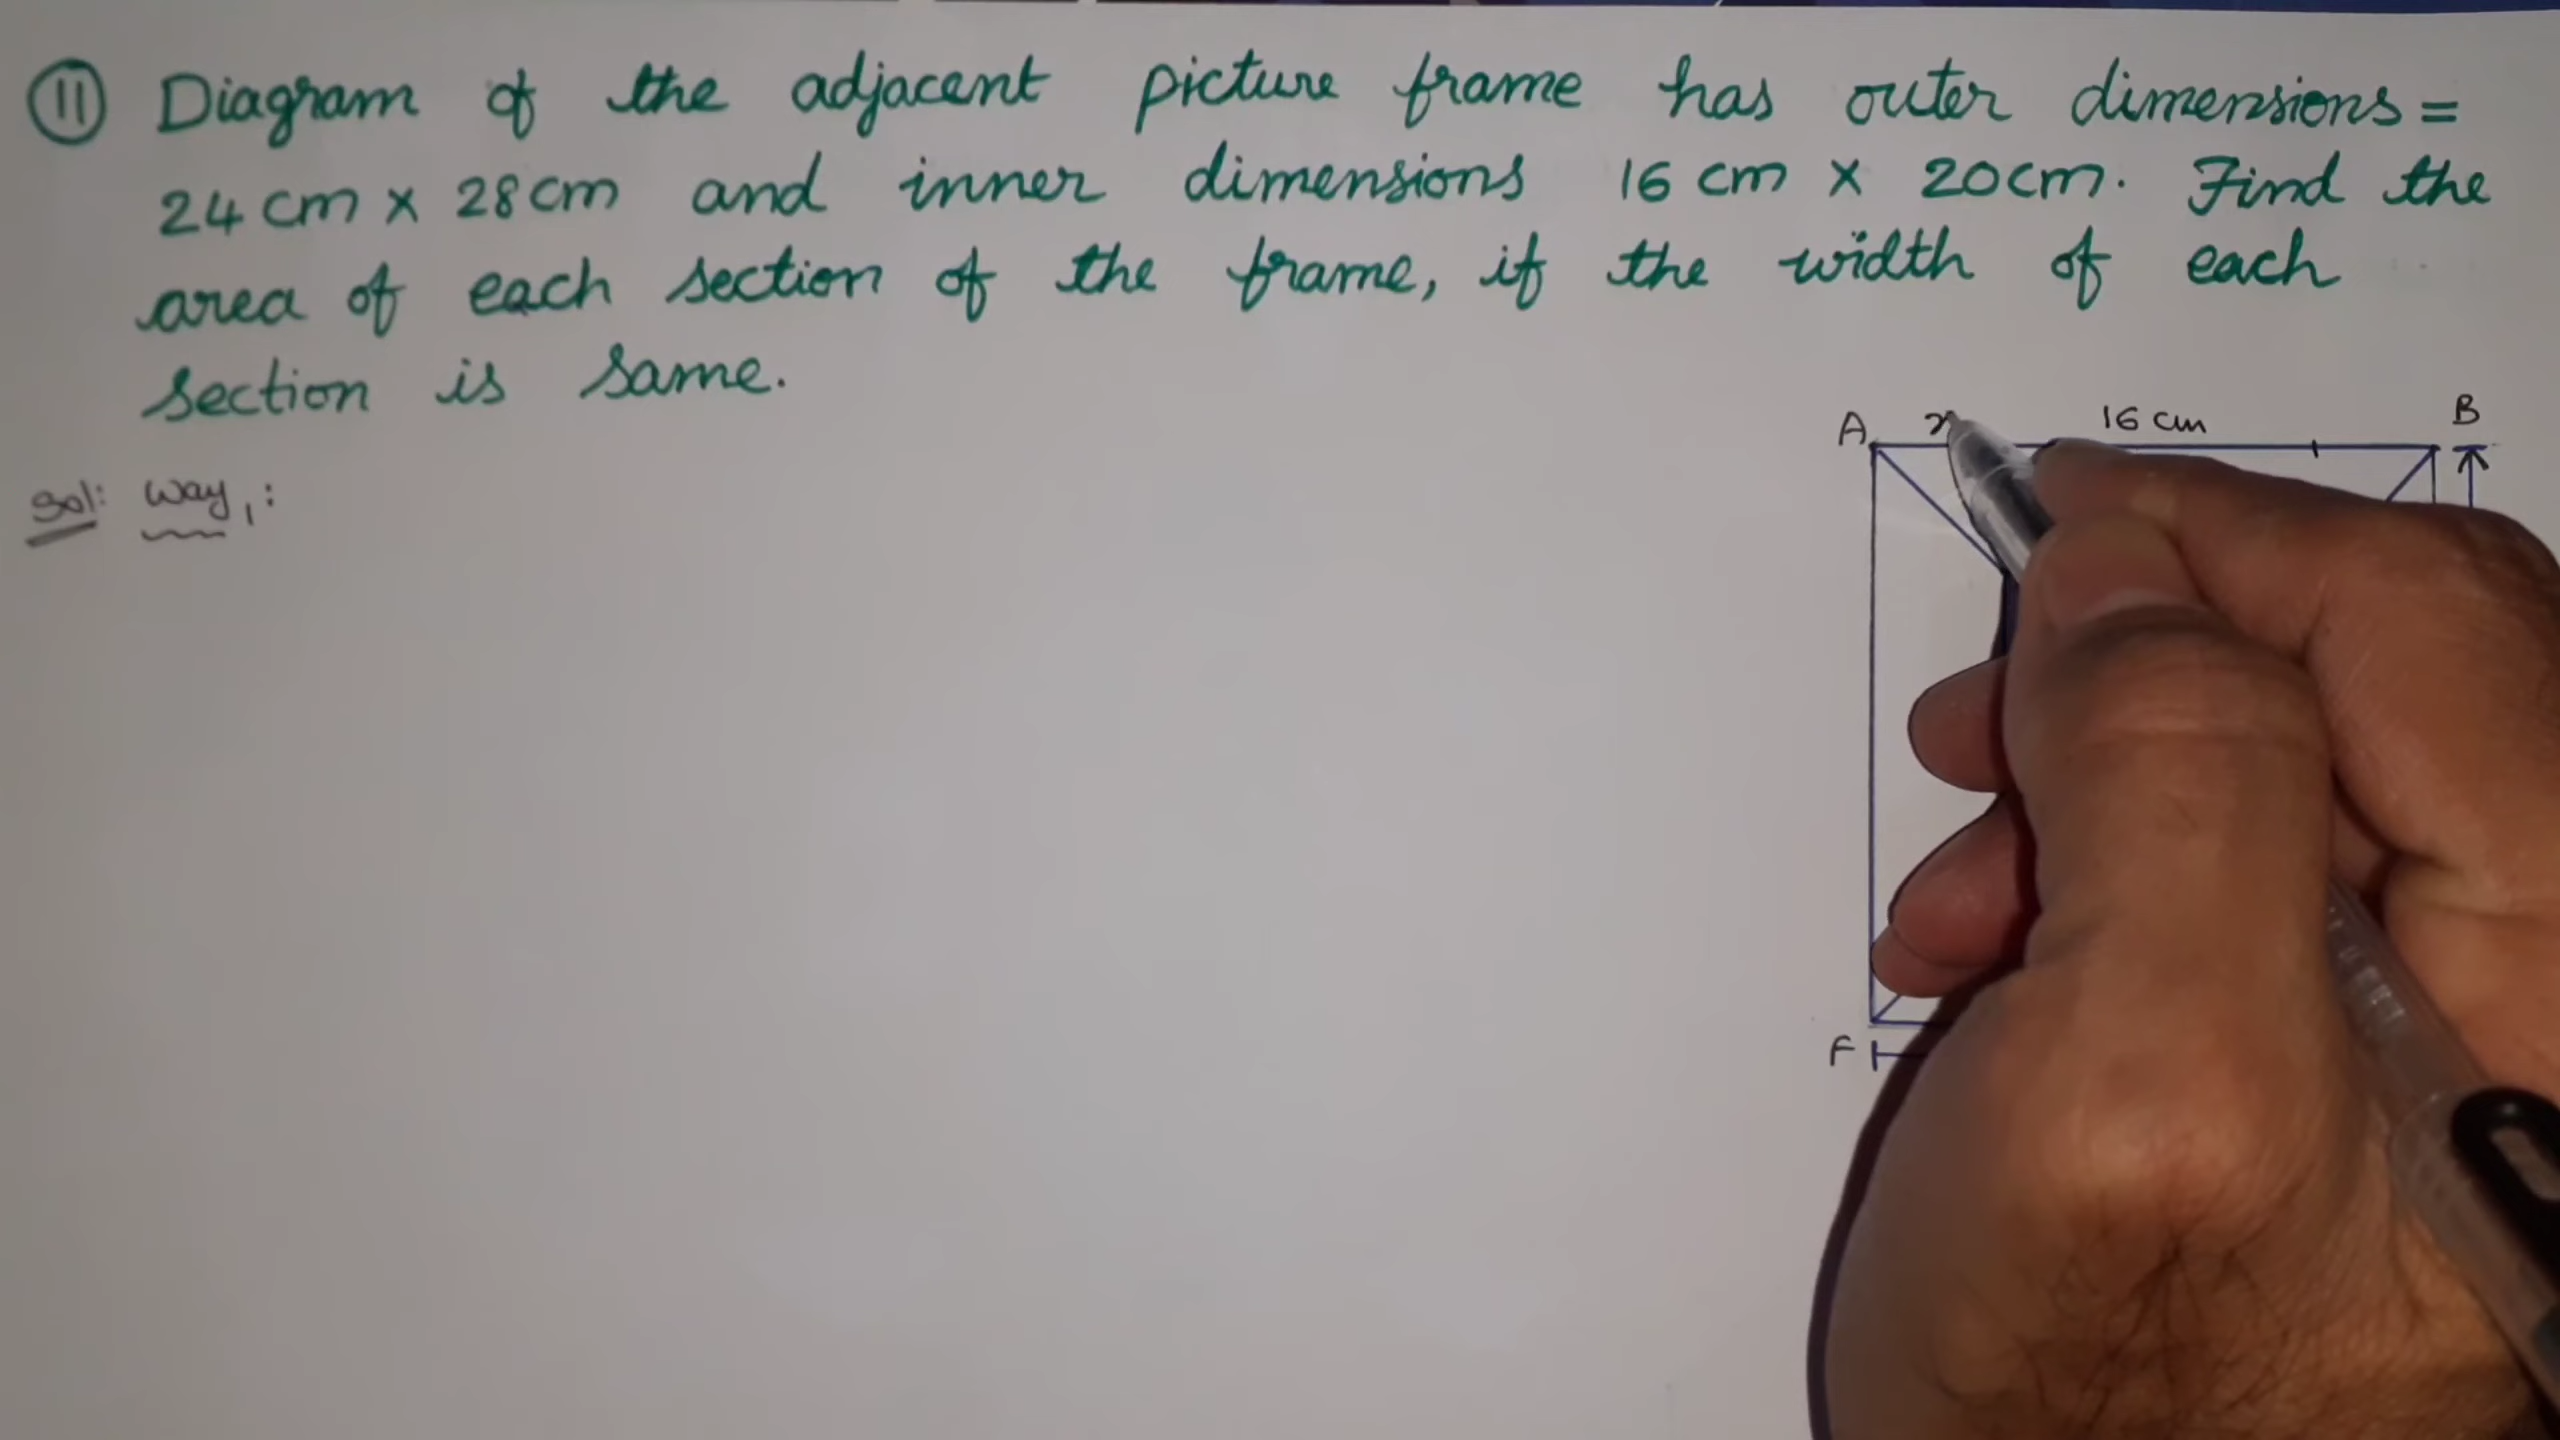 11 Diagram of the adjacent picture frame has outer dimensions =
24 cm x 28 cm and inner dimensions 16 cm x 20 cm. Find the
area of each section of the frame, if the width of each
section is same.
A x 16 cm B
Sol: Way 1:
F